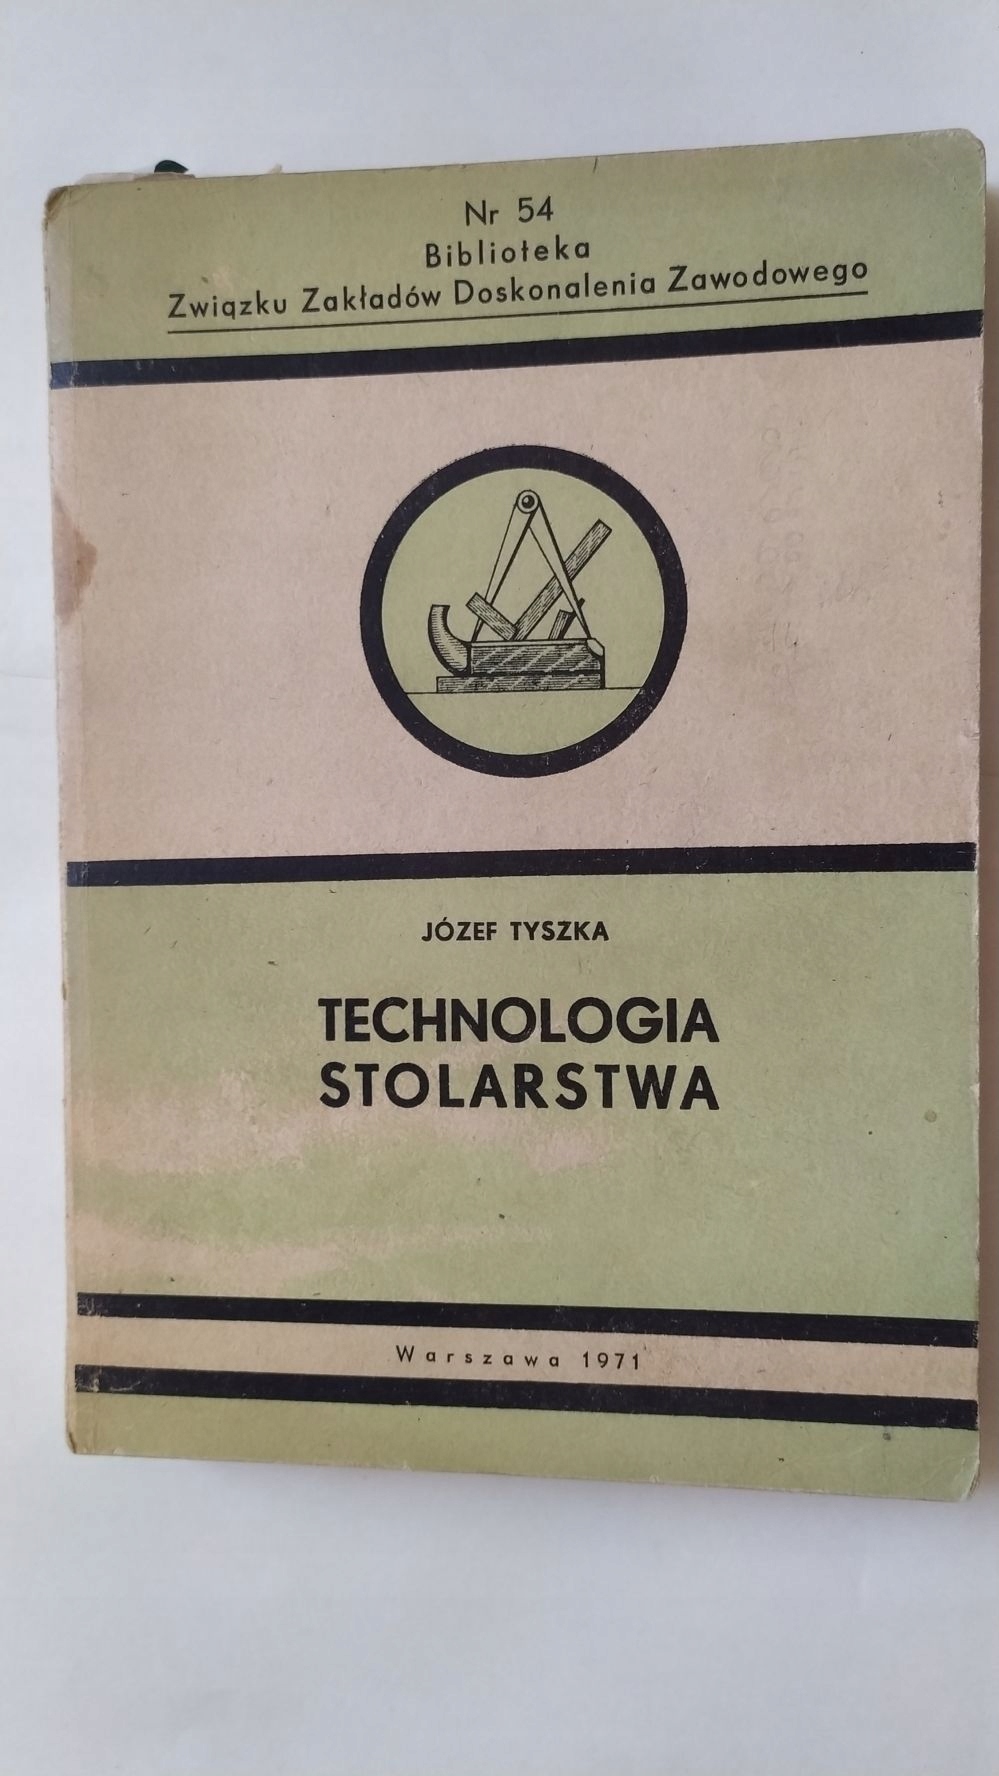 Nr 54
Biblioteka
Związku Zakładów Doskonalenia Zawodowego
JÓZEF TYSZKA
TECHNOLOGIA
STOLARSTWA
Warszawa 1971